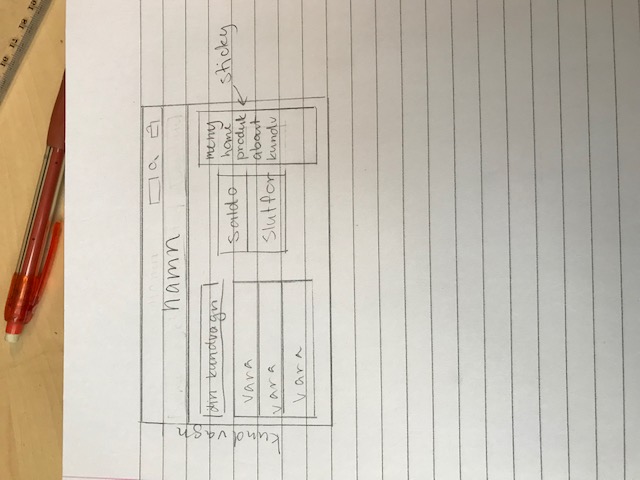 kundvagn
namn
din kundvagn
vara
vara
vara
saldo
slutför
meny
home
produk
about
kundv
sticky